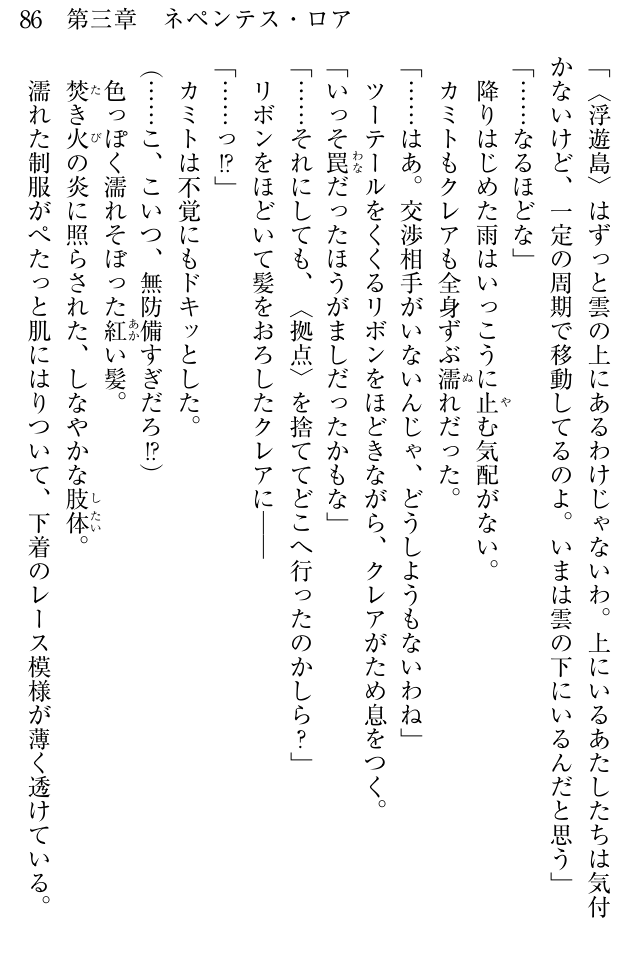 86　第三章　ネペンテス・ロア
「〈浮遊島〉はずっと雲の上にあるわけじゃないわ。上にいるあたしたちは気付
かないけど、一定の周期で移動してるのよ。いまは雲の下にいるんだと思う」
「……なるほどな」
　降りはじめた雨はいっこうに止む気配がない。
　カミトもクレアも全身ずぶ濡れだった。
「……はあ。交渉相手がいないんじゃ、どうしようもないわね」
　ツーテールをくくるリボンをほどきながら、クレアがため息をつく。
「いっそ罠だったほうがましだったかもな」
「……それにしても、〈拠点〉を捨ててどこへ行ったのかしら？」
　リボンをほどいて髪をおろしたクレアに――
「……っ!?」
　カミトは不覚にもドキッとした。
（……こ、こいつ、無防備すぎだろ!?）
　色っぽく濡れそぼった紅い髪。
　焚き火の炎に照らされた、しなやかな肢体。
　濡れた制服がぺたっと肌にはりついて、下着のレース模様が薄く透けている。